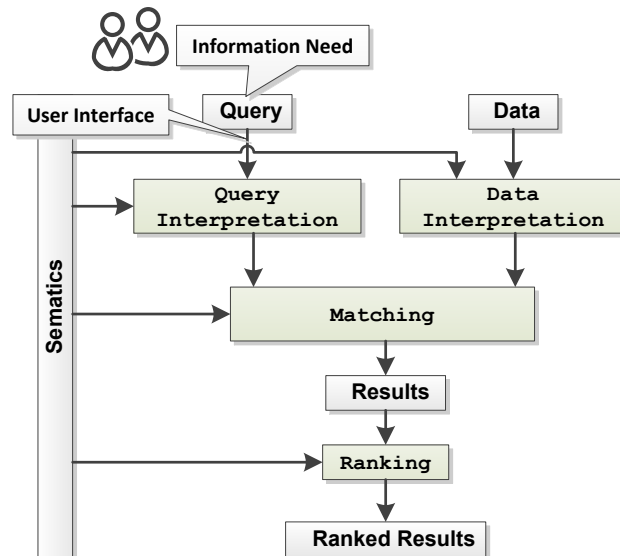 Information Need
User Interface
Query
Data
Query
Interpretation
Data
Interpretation
Sematics
Matching
Results
Ranking
Ranked Results